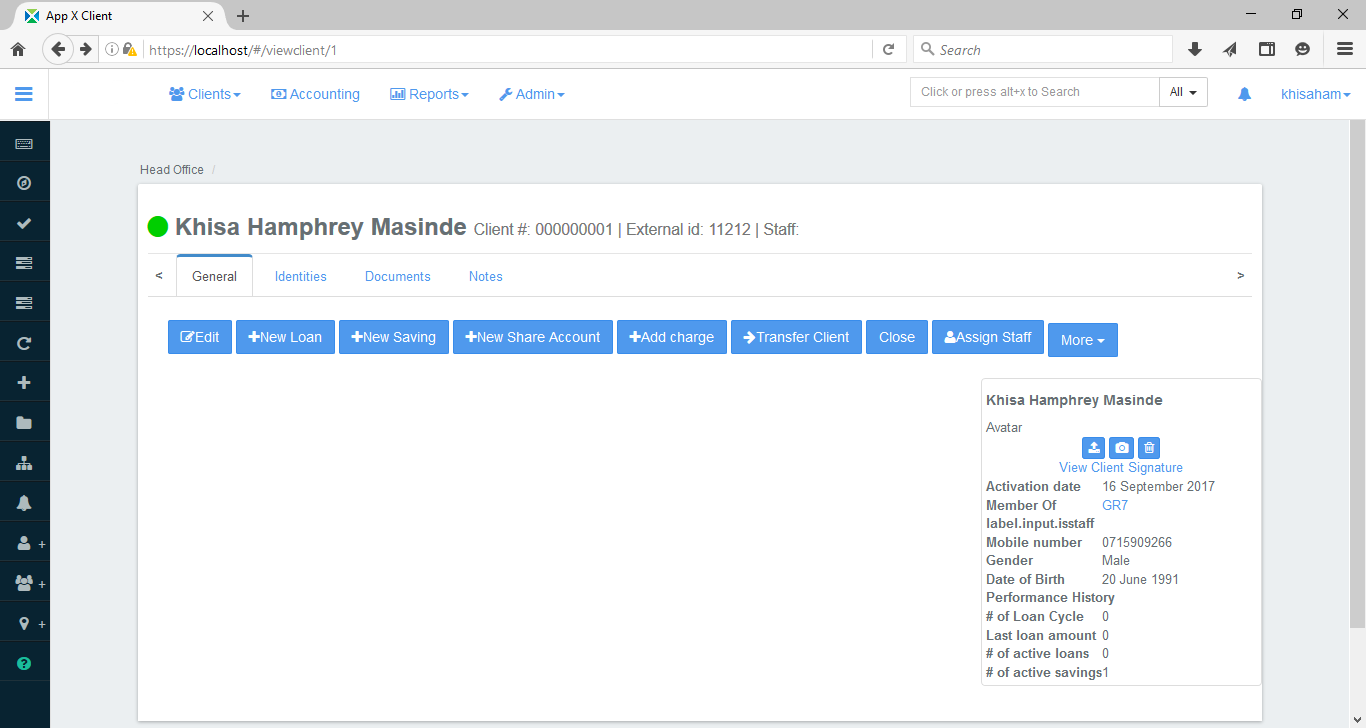 App X Client
https://localhost/#/viewclient/1
Search
Clients Accounting Reports Admin
Click or press alt+x to Search All
khisaham
Head Office /
Khisa Hamphrey Masinde Client #: 000000001 | External id: 11212 | Staff:
< General Identities Documents Notes >
Edit +New Loan +New Saving +New Share Account +Add charge Transfer Client Close Assign Staff More
Khisa Hamphrey Masinde
Avatar
View Client Signature
Activation date 16 September 2017
Member Of GR7
label.input.isstaff
Mobile number 0715909266
Gender Male
Date of Birth 20 June 1991
Performance History
# of Loan Cycle 0
Last loan amount 0
# of active loans 0
# of active savings1